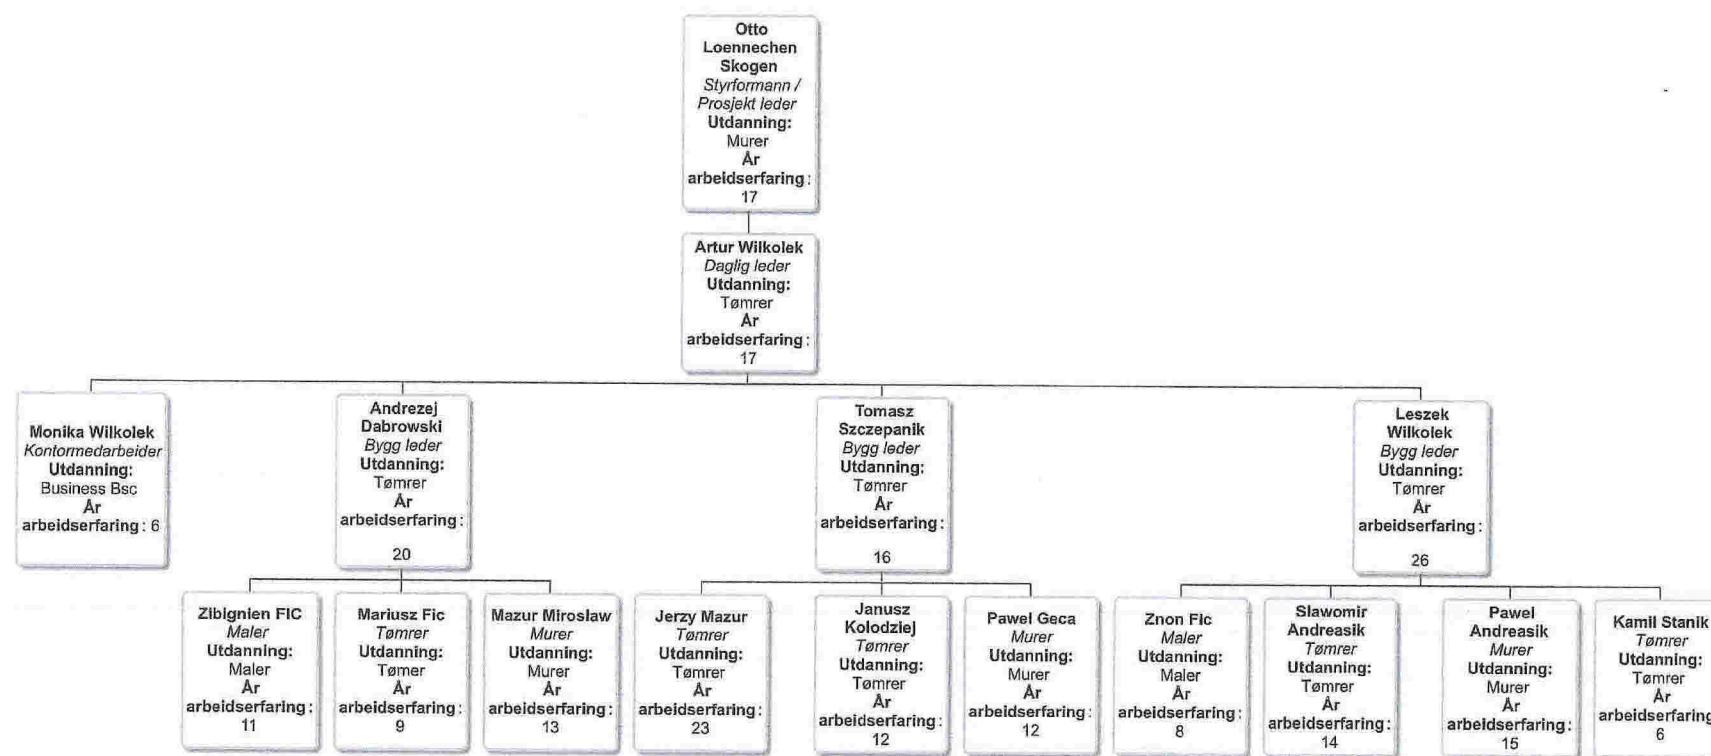 Otto
Loennechen
Skogen
Styrformann /
Prosjekt leder
Utdanning:
Murer
År
arbeidserfaring:
17
Artur Wilkolek
Daglig leder
Utdanning:
Tømrer
År
arbeidserfaring:
17
Monika Wilkolek
Kontormedarbeider
Utdanning:
Business Bsc
År
arbeidserfaring: 6
Andrezej
Dabrowski
Bygg leder
Utdanning:
Tømrer
År
arbeidserfaring:
20
Tomasz
Szczepanik
Bygg leder
Utdanning:
Tømrer
År
arbeidserfaring:
16
Leszek
Wilkolek
Bygg leder
Utdanning:
Tømrer
År
arbeidserfaring:
26
Zibignien FIC
Maler
Utdanning:
Maler
År
arbeidserfaring:
11
Mariusz Fic
Tømrer
Utdanning:
Tømer
År
arbeidserfaring:
9
Mazur Miroslaw
Murer
Utdanning:
Murer
År
arbeidserfaring:
13
Jerzy Mazur
Tømrer
Utdanning:
Tømrer
År
arbeidserfaring:
23
Janusz
Kolodziej
Tømrer
Utdanning:
Tømrer
År
arbeidserfaring:
12
Pawel Geca
Murer
Utdanning:
Murer
År
arbeidserfaring:
12
Znon Fic
Maler
Utdanning:
Maler
År
arbeidserfaring:
8
Slawomir
Andreasik
Tømrer
Utdanning:
Tømrer
År
arbeidserfaring:
14
Pawel
Andreasik
Murer
Utdanning:
Murer
År
arbeidserfaring:
15
Kamil Stanik
Tømrer
Utdanning:
Tømrer
År
arbeidserfaring
6